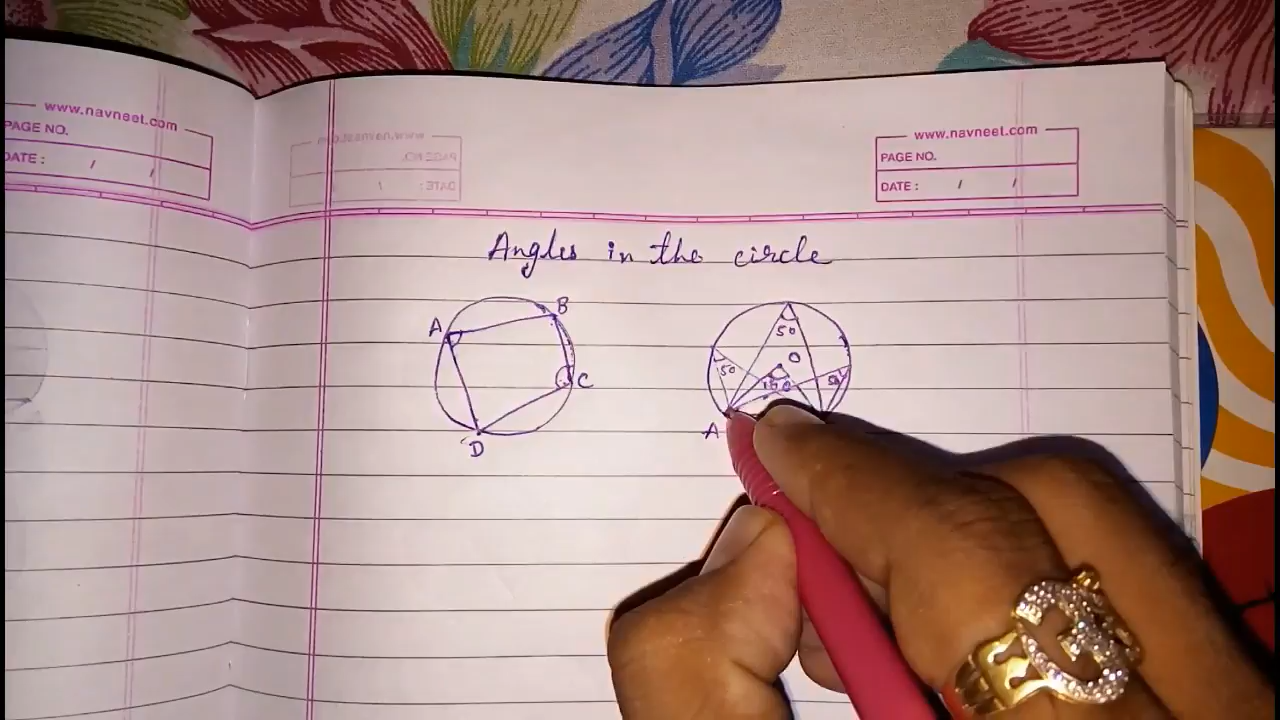 www.navneet.com
PAGE NO.
DATE : / /
www.navneet.com
PAGE NO.
DATE : / /
Angles in the circle
A
B
C
D
50
O
50
50
A